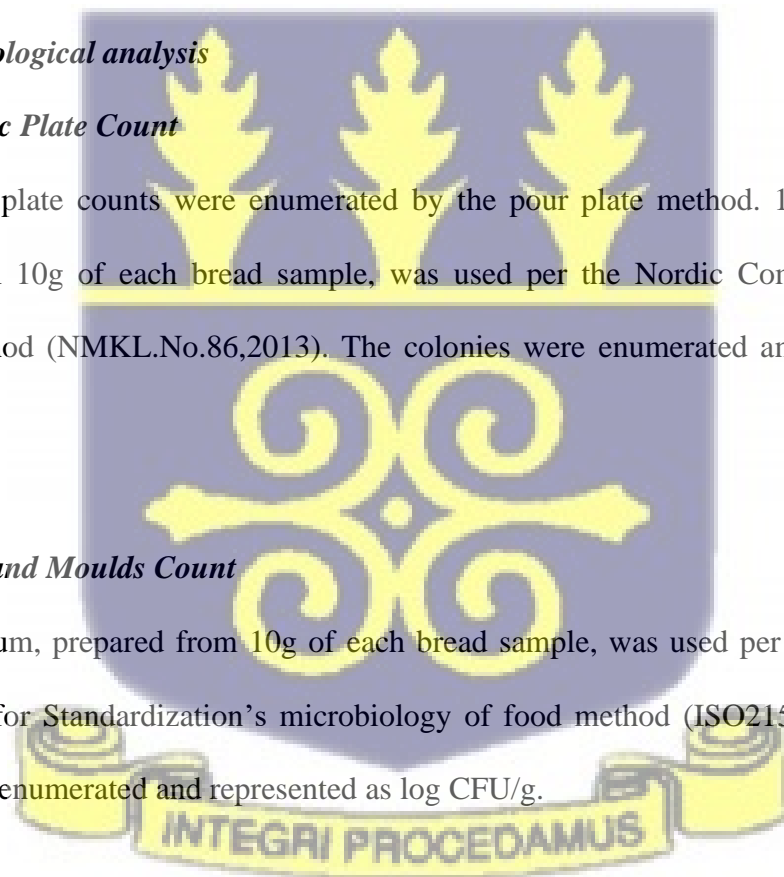 ological analysis
c Plate Count
plate counts were enumerated by the pour plate method. 1
10g of each bread sample, was used per the Nordic Con
od (NMKL.No.86,2013). The colonies were enumerated an
and Moulds Count
um, prepared from 10g of each bread sample, was used per
for Standardization’s microbiology of food method (ISO215
enumerated and represented as log CFU/g.
INTEGRI PROCEDAMUS